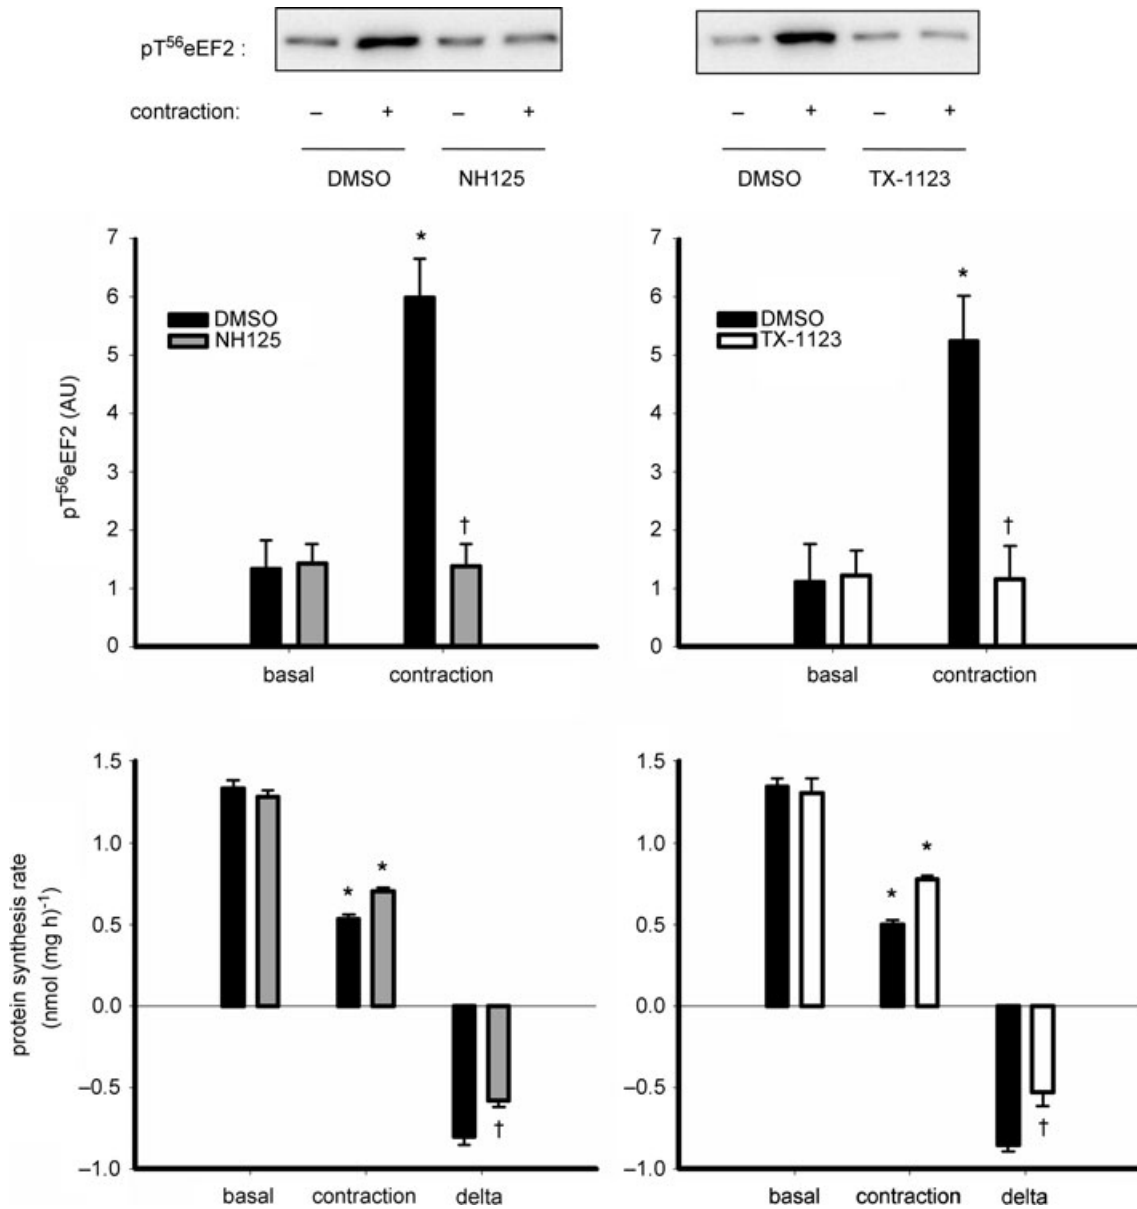 pT⁵⁶eEF2 :
contraction: – + – + – + – +
DMSO NH125 DMSO TX-1123
7 * 7
6 DMSO 6 * DMSO
NH125 TX-1123
5 5
pT⁵⁶eEF2 (AU)
4 4
3 3
2 † 2 †
1 1
0 0
basal contraction basal contraction
1.5 1.5
1.0 1.0
* * * *
0.5 0.5
protein synthesis rate
(nmol (mg h)⁻¹
0.0 0.0
–0.5 –0.5
† †
–1.0 –1.0
basal contraction delta basal contraction delta